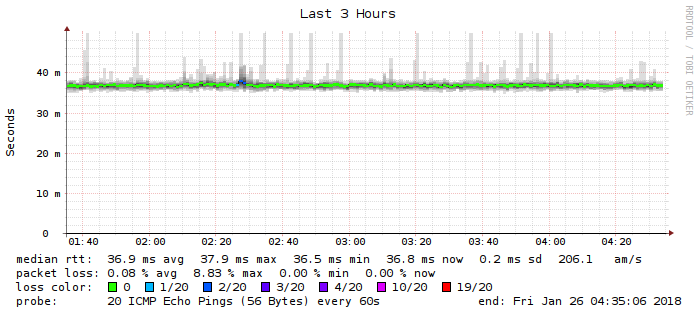 Last 3 Hours
RRDTOOL / TOBI OETIKER
Seconds
40 m
30 m
20 m
10 m
0
01:40 02:00 02:20 02:40 03:00 03:20 03:40 04:00 04:20
median rtt: 36.9 ms avg 37.9 ms max 36.5 ms min 36.8 ms now 0.2 ms sd 206.1 am/s
packet loss: 0.08 % avg 8.83 % max 0.00 % min 0.00 % now
loss color: 0 1/20 2/20 3/20 4/20 10/20 19/20
probe: 20 ICMP Echo Pings (56 Bytes) every 60s end: Fri Jan 26 04:35:06 2018